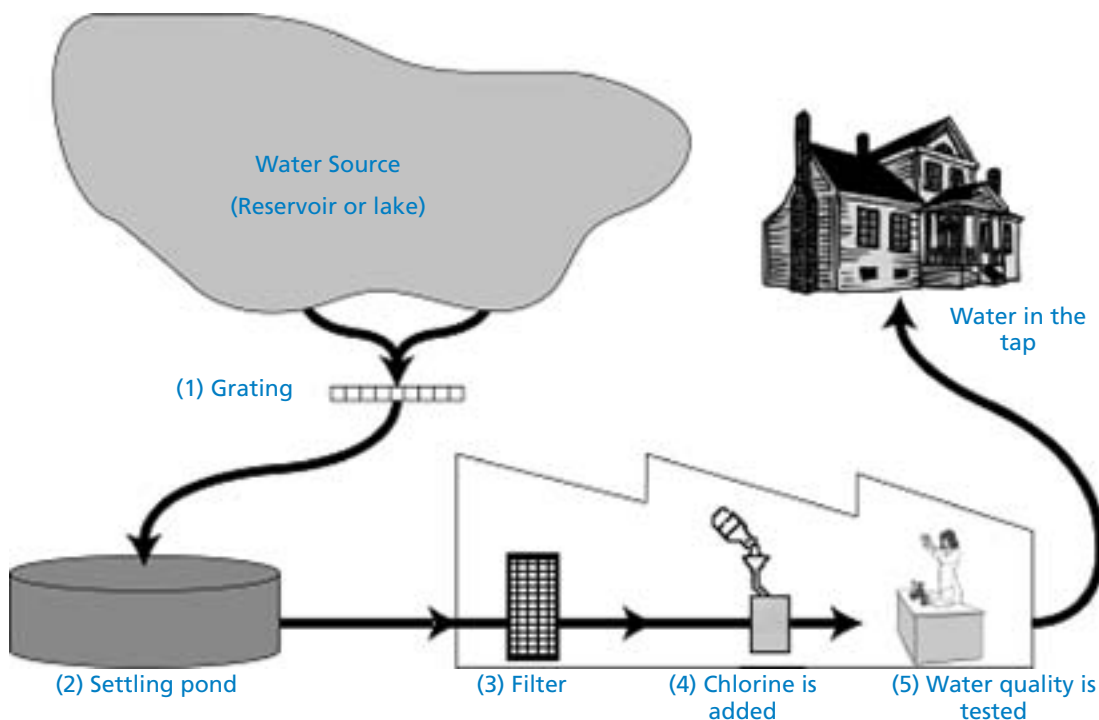 Water Source
(Reservoir or lake)
Water in the
tap
(1) Grating
(2) Settling pond
(3) Filter
(4) Chlorine is
added
(5) Water quality is
tested